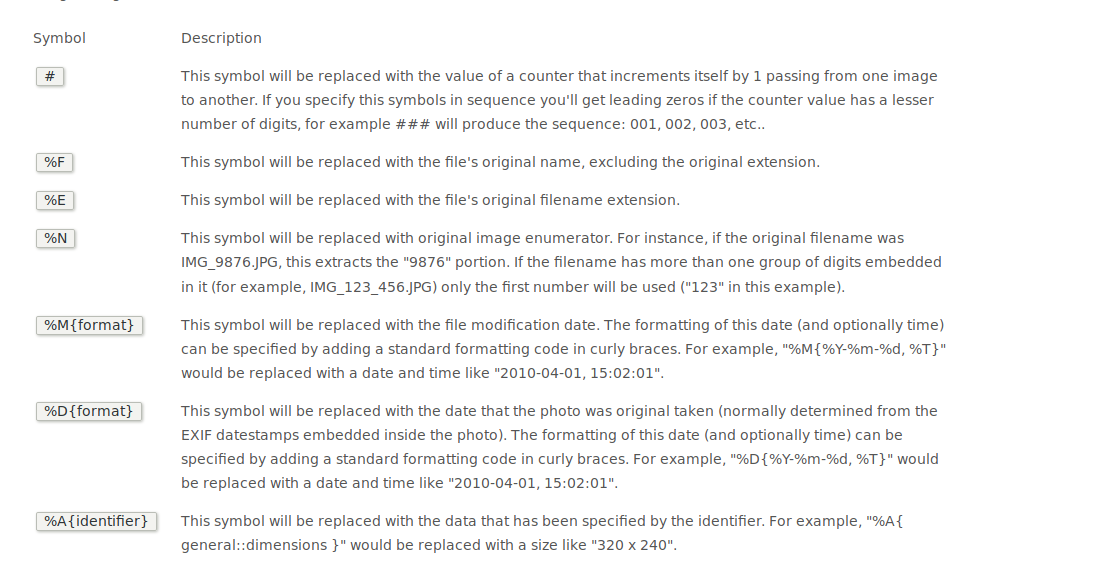 Symbol Description
# This symbol will be replaced with the value of a counter that increments itself by 1 passing from one image
to another. If you specify this symbols in sequence you'll get leading zeros if the counter value has a lesser
number of digits, for example ### will produce the sequence: 001, 002, 003, etc..
%F This symbol will be replaced with the file's original name, excluding the original extension.
%E This symbol will be replaced with the file's original filename extension.
%N This symbol will be replaced with original image enumerator. For instance, if the original filename was
IMG_9876.JPG, this extracts the "9876" portion. If the filename has more than one group of digits embedded
in it (for example, IMG_123_456.JPG) only the first number will be used ("123" in this example).
%M{format} This symbol will be replaced with the file modification date. The formatting of this date (and optionally time)
can be specified by adding a standard formatting code in curly braces. For example, "%M{%Y-%m-%d, %T}"
would be replaced with a date and time like "2010-04-01, 15:02:01".
%D{format} This symbol will be replaced with the date that the photo was original taken (normally determined from the
EXIF datestamps embedded inside the photo). The formatting of this date (and optionally time) can be
specified by adding a standard formatting code in curly braces. For example, "%D{%Y-%m-%d, %T}" would
be replaced with a date and time like "2010-04-01, 15:02:01".
%A{identifier} This symbol will be replaced with the data that has been specified by the identifier. For example, "%A{
general::dimensions }" would be replaced with a size like "320 x 240".